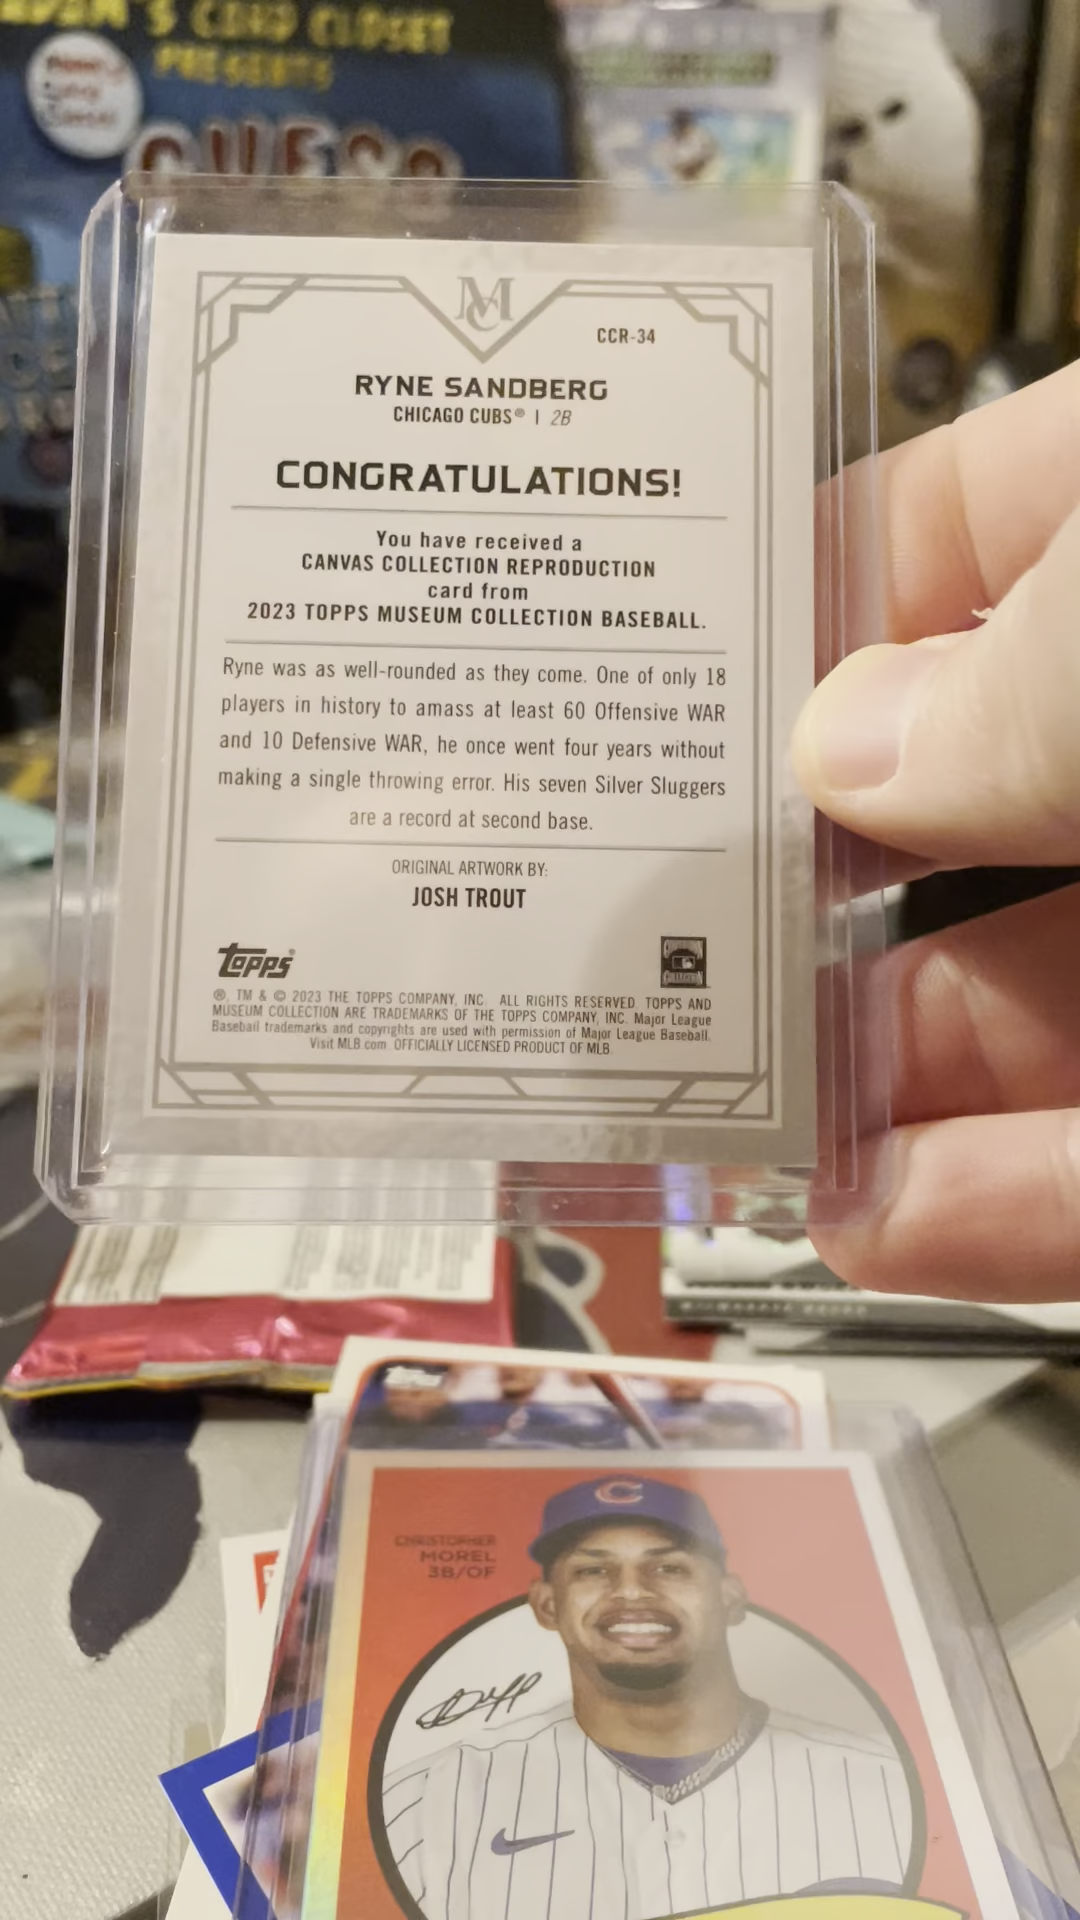 CARD CLOSET
PRESENTS
MC
CCR-34
RYNE SANDBERG
CHICAGO CUBS® | 2B
CONGRATULATIONS!
You have received a
CANVAS COLLECTION REPRODUCTION
card from
2023 TOPPS MUSEUM COLLECTION BASEBALL.
Ryne was as well-rounded as they come. One of only 18
players in history to amass at least 60 Offensive WAR
and 10 Defensive WAR, he once went four years without
making a single throwing error. His seven Silver Sluggers
are a record at second base.
ORIGINAL ARTWORK BY:
JOSH TROUT
Topps®
®, TM & © 2023 THE TOPPS COMPANY, INC. ALL RIGHTS RESERVED. TOPPS AND
MUSEUM COLLECTION ARE TRADEMARKS OF THE TOPPS COMPANY, INC. Major League
Baseball trademarks and copyrights are used with permission of Major League Baseball.
Visit MLB.com. OFFICIALLY LICENSED PRODUCT OF MLB.
Topps
C
CHRISTOPHER
MOREL
3B/OF